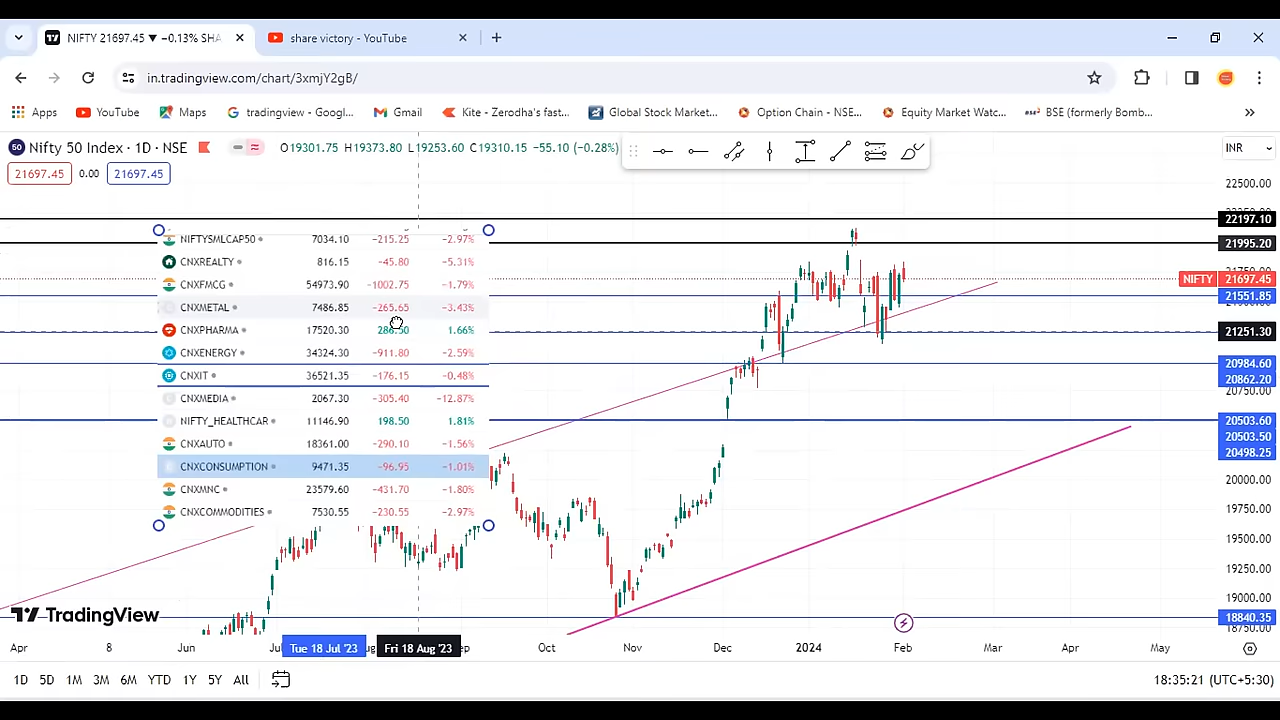 NIFTY 21697.45 ▼ −0.13% SHA
share victory - YouTube
in.tradingview.com/chart/3xmjY2gB/
Apps YouTube Maps tradingview - Googl... Gmail Kite - Zerodha's fast... Global Stock Market... Option Chain - NSE... Equity Market Watc... BSE (formerly Bomb... »
50 Nifty 50 Index · 1D · NSE O19301.75 H19373.80 L19253.60 C19310.15 −55.10 (−0.28%) INR
21697.45 0.00 21697.45
22500.00
22197.10
NIFTYSMLCAP50 7034.10 −215.25 −2.97%
21995.20
CNXREALTY 816.15 −45.80 −5.31%
NIFTY 21697.45
CNXFMCG 54973.90 −1002.75 −1.79%
21551.85
CNXMETAL 7486.85 −265.65 −3.43%
CNXPHARMA 17520.30 286.50 1.66%
21251.30
CNXENERGY 34324.30 −911.80 −2.59%
20984.60
CNXIT 36521.35 −176.15 −0.48%
20862.20
20750.00
CNXMEDIA 2067.30 −305.40 −12.87%
NIFTY_HEALTHCAR 11146.90 198.50 1.81%
20503.60
20503.50
CNXAUTO 18361.00 −290.10 −1.56%
20498.25
CNXCONSUMPTION 9471.35 −96.95 −1.01%
20000.00
CNXMNC 23579.60 −431.70 −1.80%
19750.00
CNXCOMMODITIES 7530.55 −230.55 −2.97%
19500.00
19250.00
19000.00
TradingView
18840.35
Apr 8 Jun Tue 18 Jul '23 Fri 18 Aug '23 Oct Nov Dec 2024 Feb Mar Apr May
1D 5D 1M 3M 6M YTD 1Y 5Y All 18:35:21 (UTC+5:30)